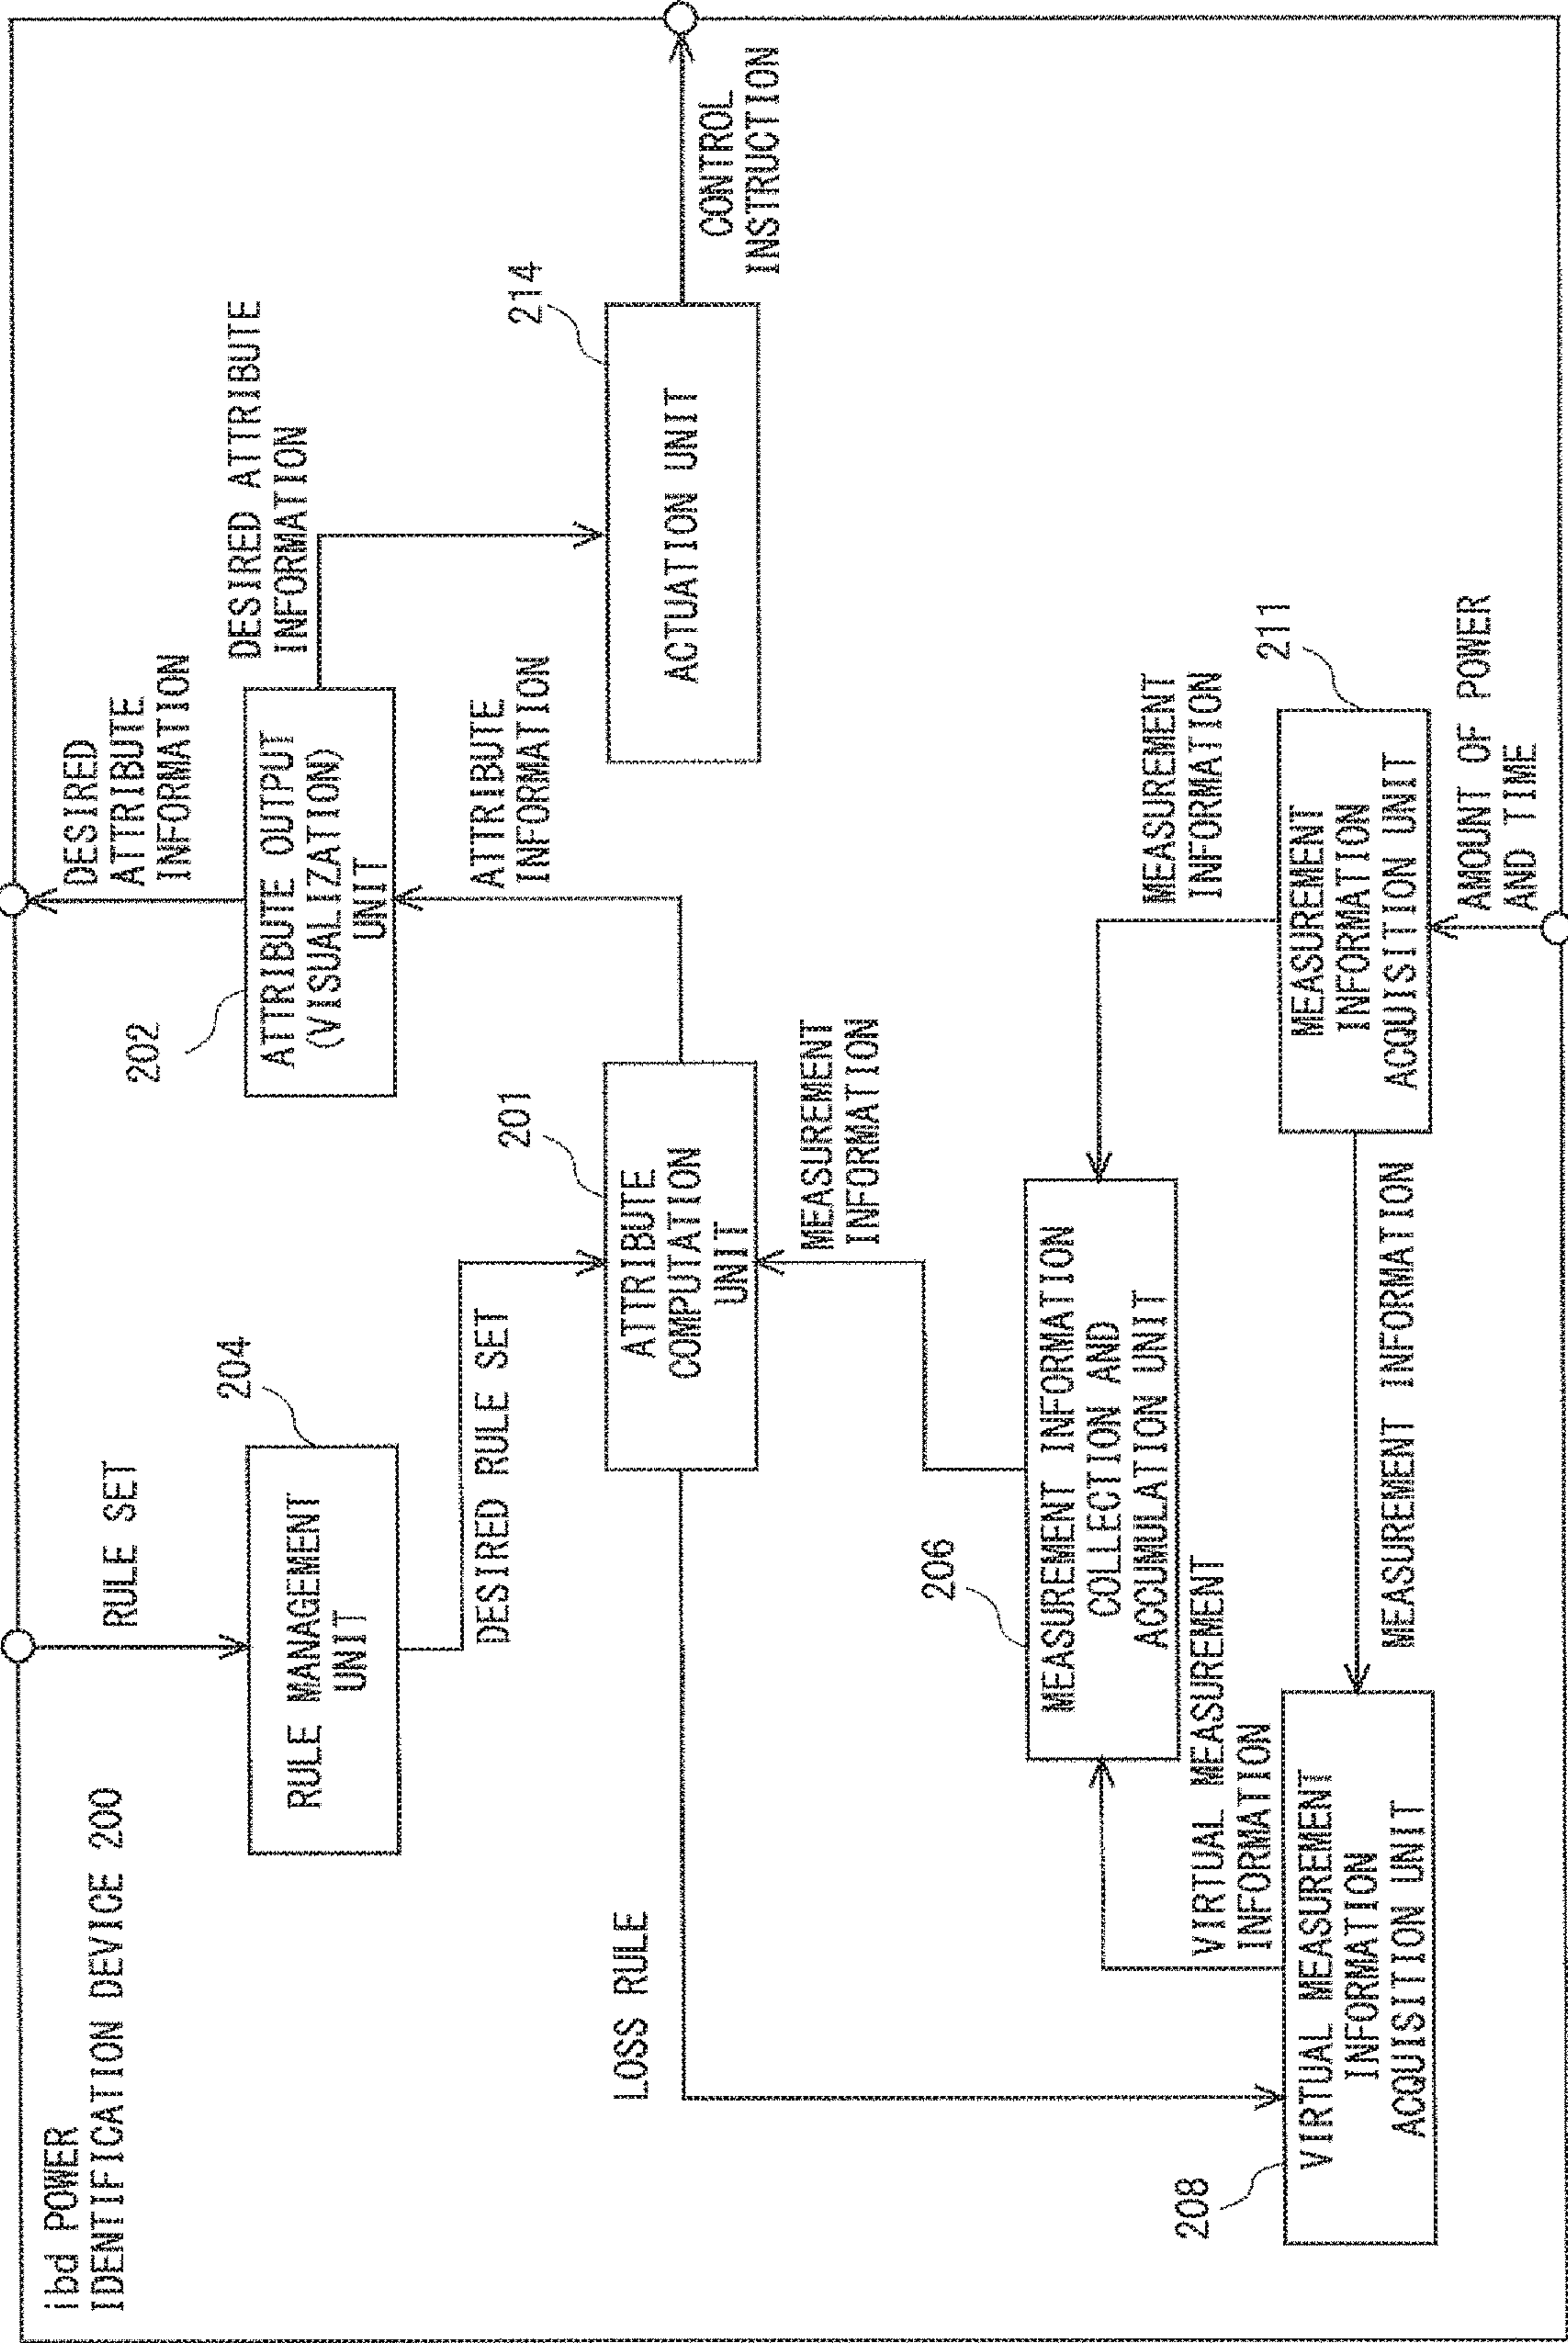 ibd POWER
IDENTIFICATION DEVICE 200
RULE SET
204
RULE MANAGEMENT
UNIT
DESIRED RULE SET
DESIRED
ATTRIBUTE
INFORMATION
202
ATTRIBUTE OUTPUT
(VISUALIZATION)
UNIT
DESIRED ATTRIBUTE
INFORMATION
ATTRIBUTE
INFORMATION
201
ATTRIBUTE
COMPUTATION
UNIT
214
ACTUATION UNIT
CONTROL
INSTRUCTION
LOSS RULE
MEASUREMENT
INFORMATION
206
MEASUREMENT INFORMATION
COLLECTION AND
ACCUMULATION UNIT
MEASUREMENT
INFORMATION
VIRTUAL MEASUREMENT
INFORMATION
208
VIRTUAL MEASUREMENT
INFORMATION
ACQUISITION UNIT
MEASUREMENT INFORMATION
211
MEASUREMENT
INFORMATION
ACQUISITION UNIT
AMOUNT OF POWER
AND TIME